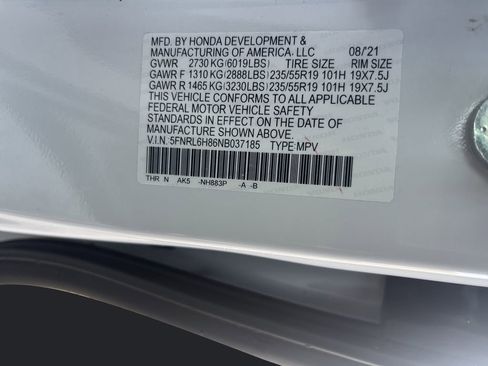 MFD. BY HONDA DEVELOPMENT &
MANUFACTURING OF AMERICA, LLC 08/21
GVWR 2730 KG(6019LBS) TIRE SIZE RIM SIZE
GAWR F 1310 KG(2888LBS) 235/55R19 101H 19X7.5J
GAWR R 1465 KG(3230LBS) 235/55R19 101H 19X7.5J
THIS VEHICLE CONFORMS TO ALL APPLICABLE
FEDERAL MOTOR VEHICLE SAFETY
STANDARDS IN EFFECT ON THE DATE OF
MANUFACTURE SHOWN ABOVE.
V.I.N. 5FNRL6H86NB037185 TYPE:MPV
THR N AK5 -NH883P -A -B